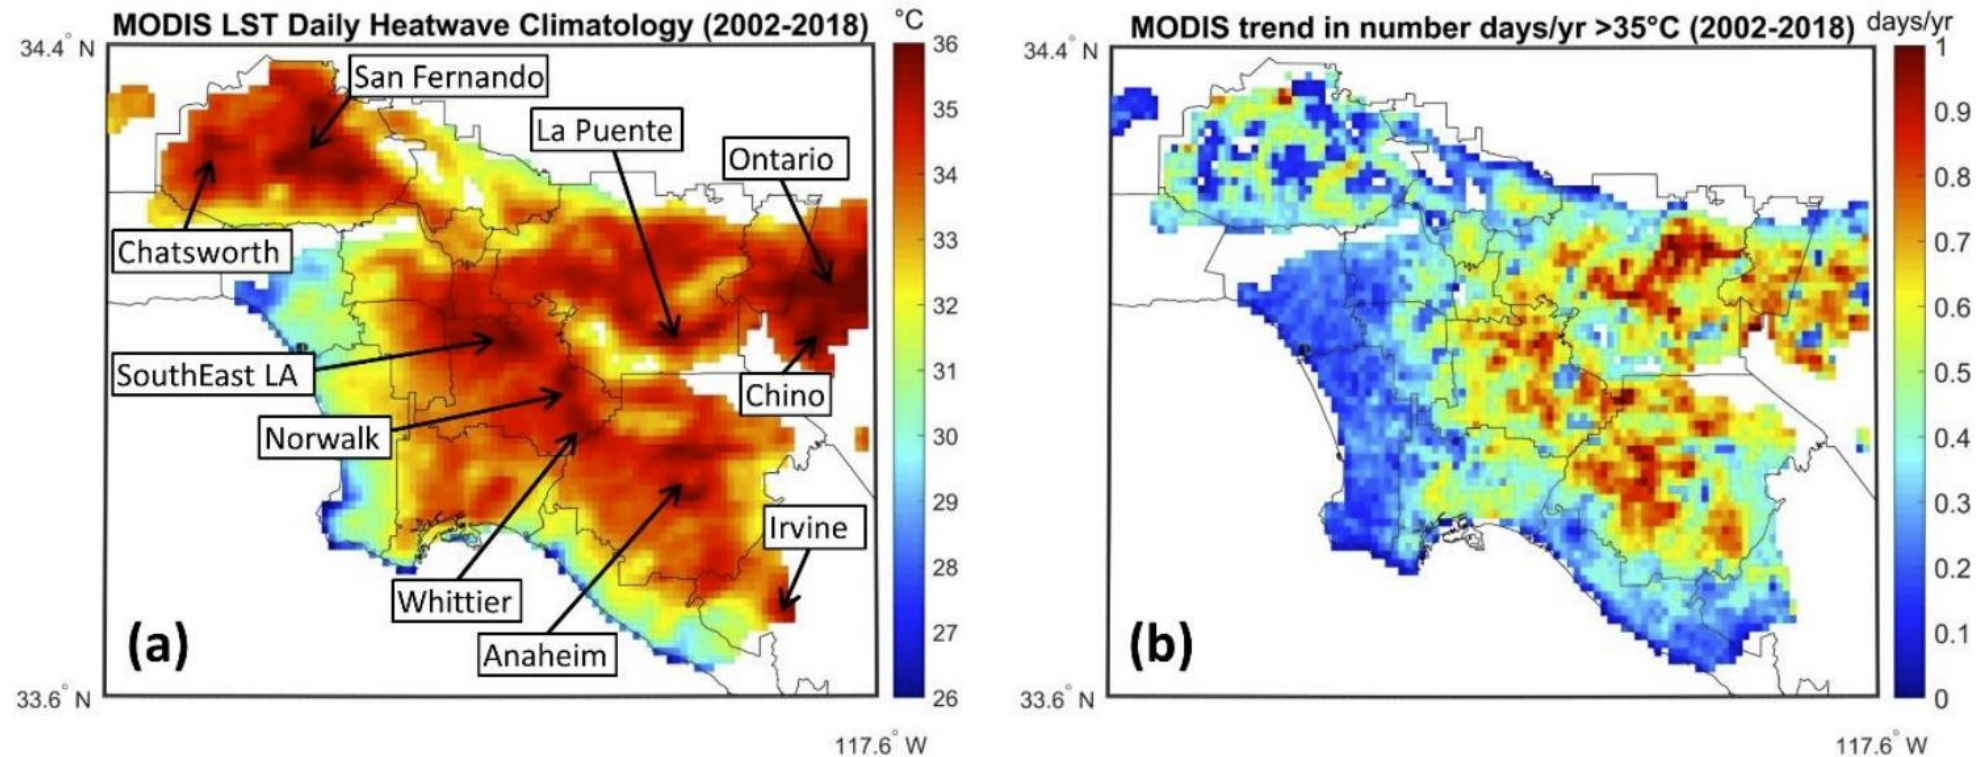 MODIS LST Daily Heatwave Climatology (2002-2018)
°C
34.4° N
San Fernando
La Puente
Ontario
Chatsworth
SouthEast LA
Chino
Norwalk
Irvine
Whittier
Anaheim
(a)
33.6° N
117.6° W
36
35
34
33
32
31
30
29
28
27
26
MODIS trend in number days/yr >35°C (2002-2018)
days/yr
34.4° N
(b)
33.6° N
117.6° W
1
0.9
0.8
0.7
0.6
0.5
0.4
0.3
0.2
0.1
0